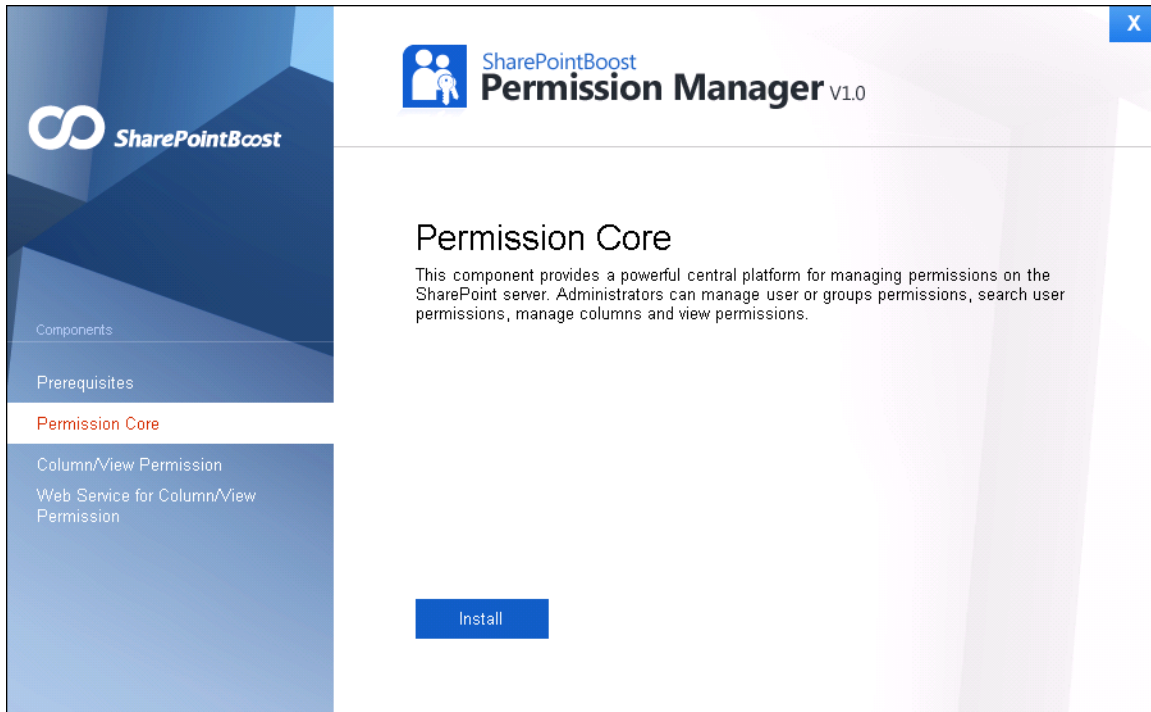 X
SharePointBoost
Permission Manager V1.0
SharePointBoost
Permission Core
This component provides a powerful central platform for managing permissions on the
SharePoint server. Administrators can manage user or groups permissions, search user
permissions, manage columns and view permissions.
Components
Prerequisites
Permission Core
Column/View Permission
Web Service for Column/View
Permission
Install